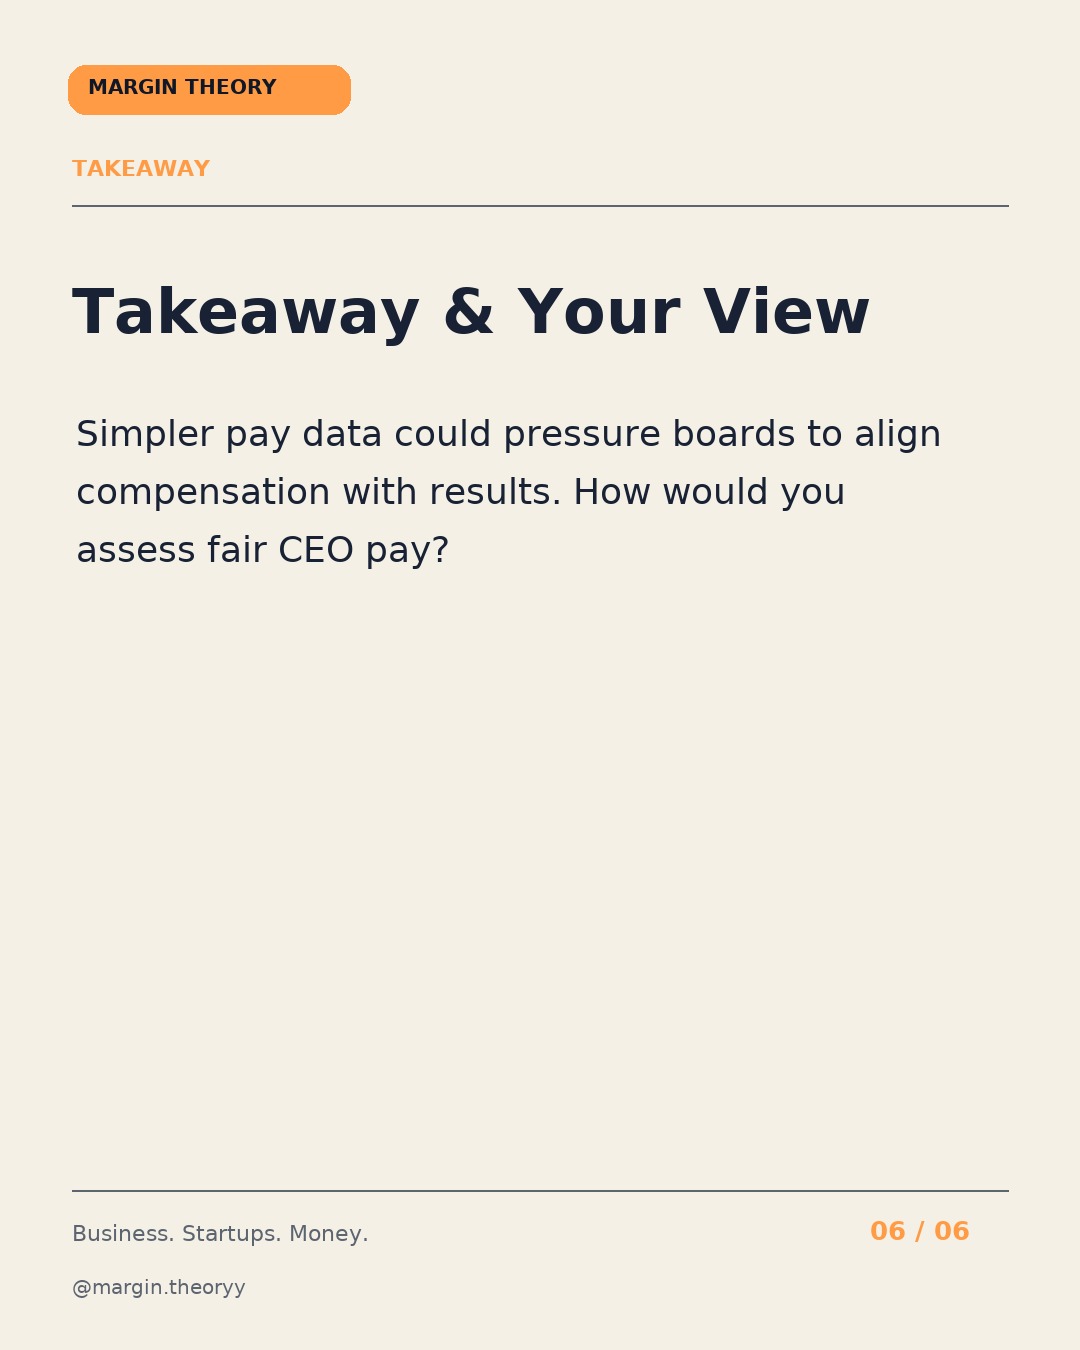 MARGIN THEORY
TAKEAWAY
Takeaway & Your View
Simpler pay data could pressure boards to align
compensation with results. How would you
assess fair CEO pay?
Business. Startups. Money.
06 / 06
@margin.theoryy